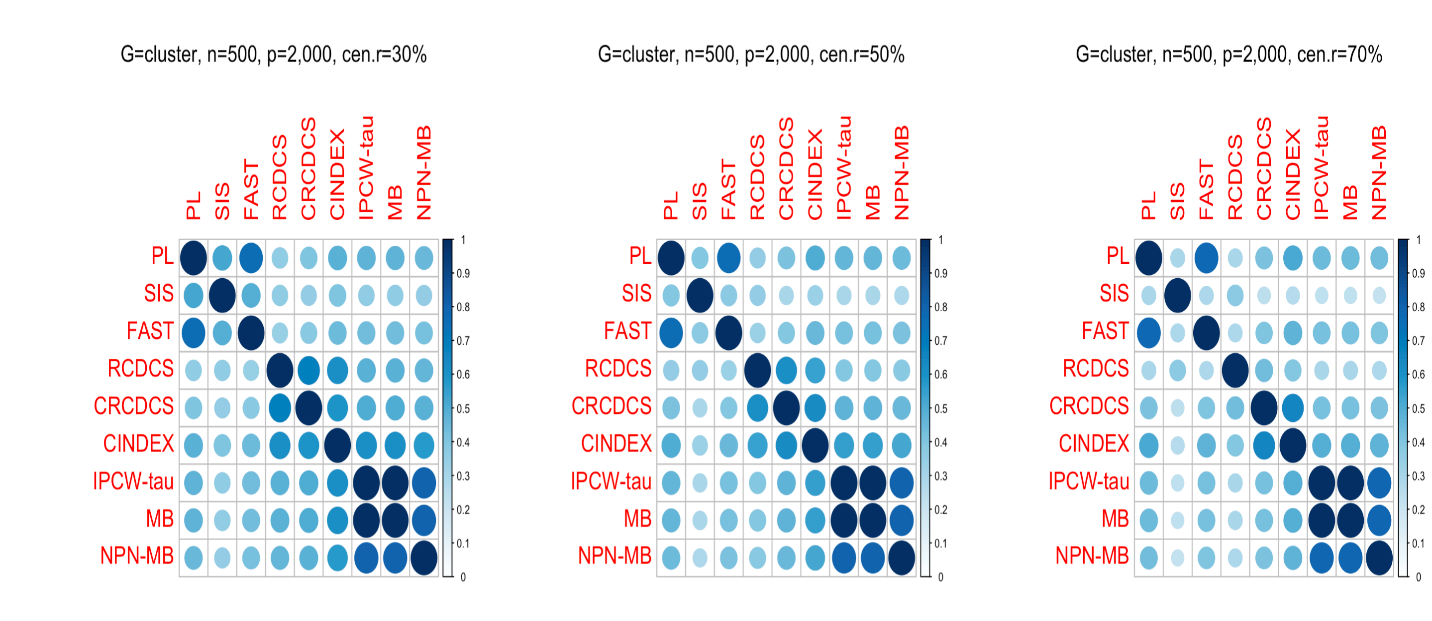 G=cluster, n=500, p=2,000, cen.r=30%
PL
SIS
FAST
RCDCS
CRCDCS
CINDEX
IPCW-tau
MB
NPN-MB
PL
SIS
FAST
RCDCS
CRCDCS
CINDEX
IPCW-tau
MB
NPN-MB
1
0.9
0.8
0.7
0.6
0.5
0.4
0.3
0.2
0.1
0
G=cluster, n=500, p=2,000, cen.r=50%
PL
SIS
FAST
RCDCS
CRCDCS
CINDEX
IPCW-tau
MB
NPN-MB
PL
SIS
FAST
RCDCS
CRCDCS
CINDEX
IPCW-tau
MB
NPN-MB
1
0.9
0.8
0.7
0.6
0.5
0.4
0.3
0.2
0.1
0
G=cluster, n=500, p=2,000, cen.r=70%
PL
SIS
FAST
RCDCS
CRCDCS
CINDEX
IPCW-tau
MB
NPN-MB
PL
SIS
FAST
RCDCS
CRCDCS
CINDEX
IPCW-tau
MB
NPN-MB
1
0.9
0.8
0.7
0.6
0.5
0.4
0.3
0.2
0.1
0